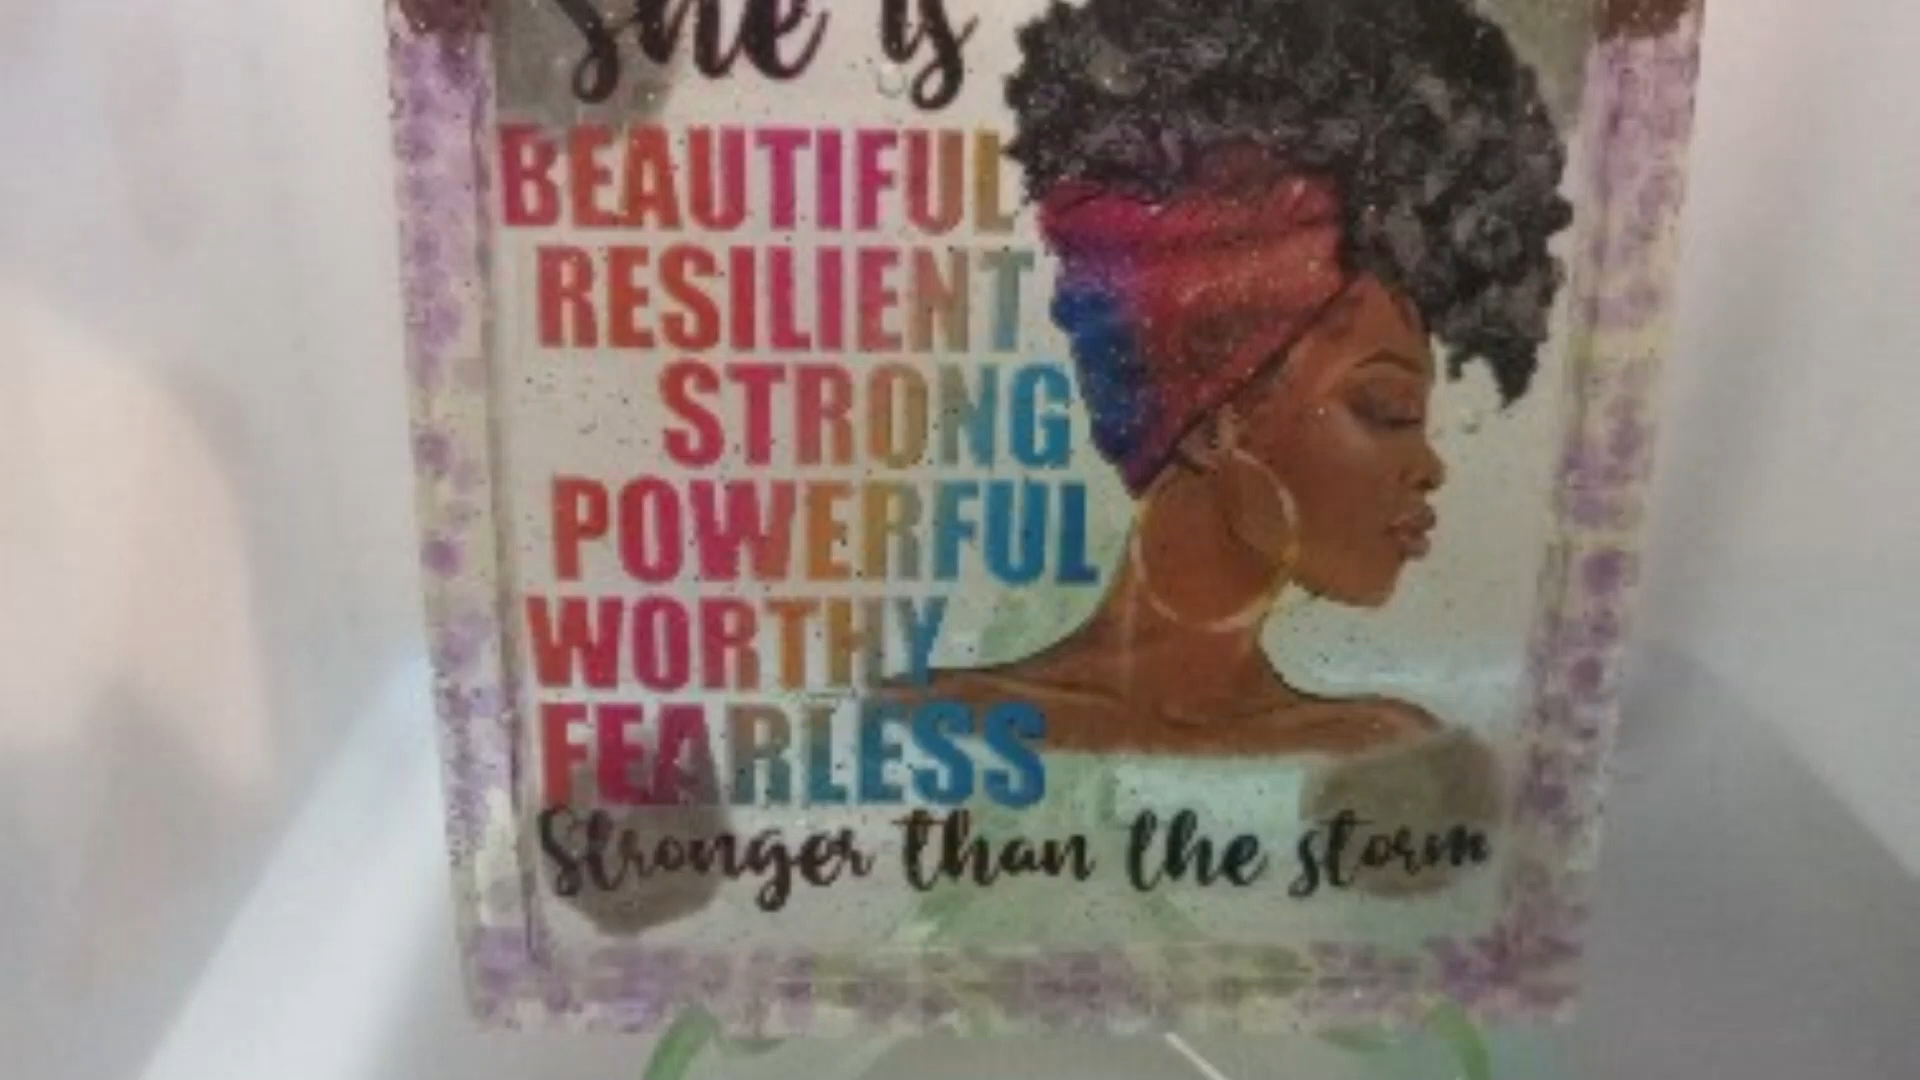 She is
BEAUTIFUL
RESILIENT
STRONG
POWERFUL
WORTHY
FEARLESS
Stronger than the storm